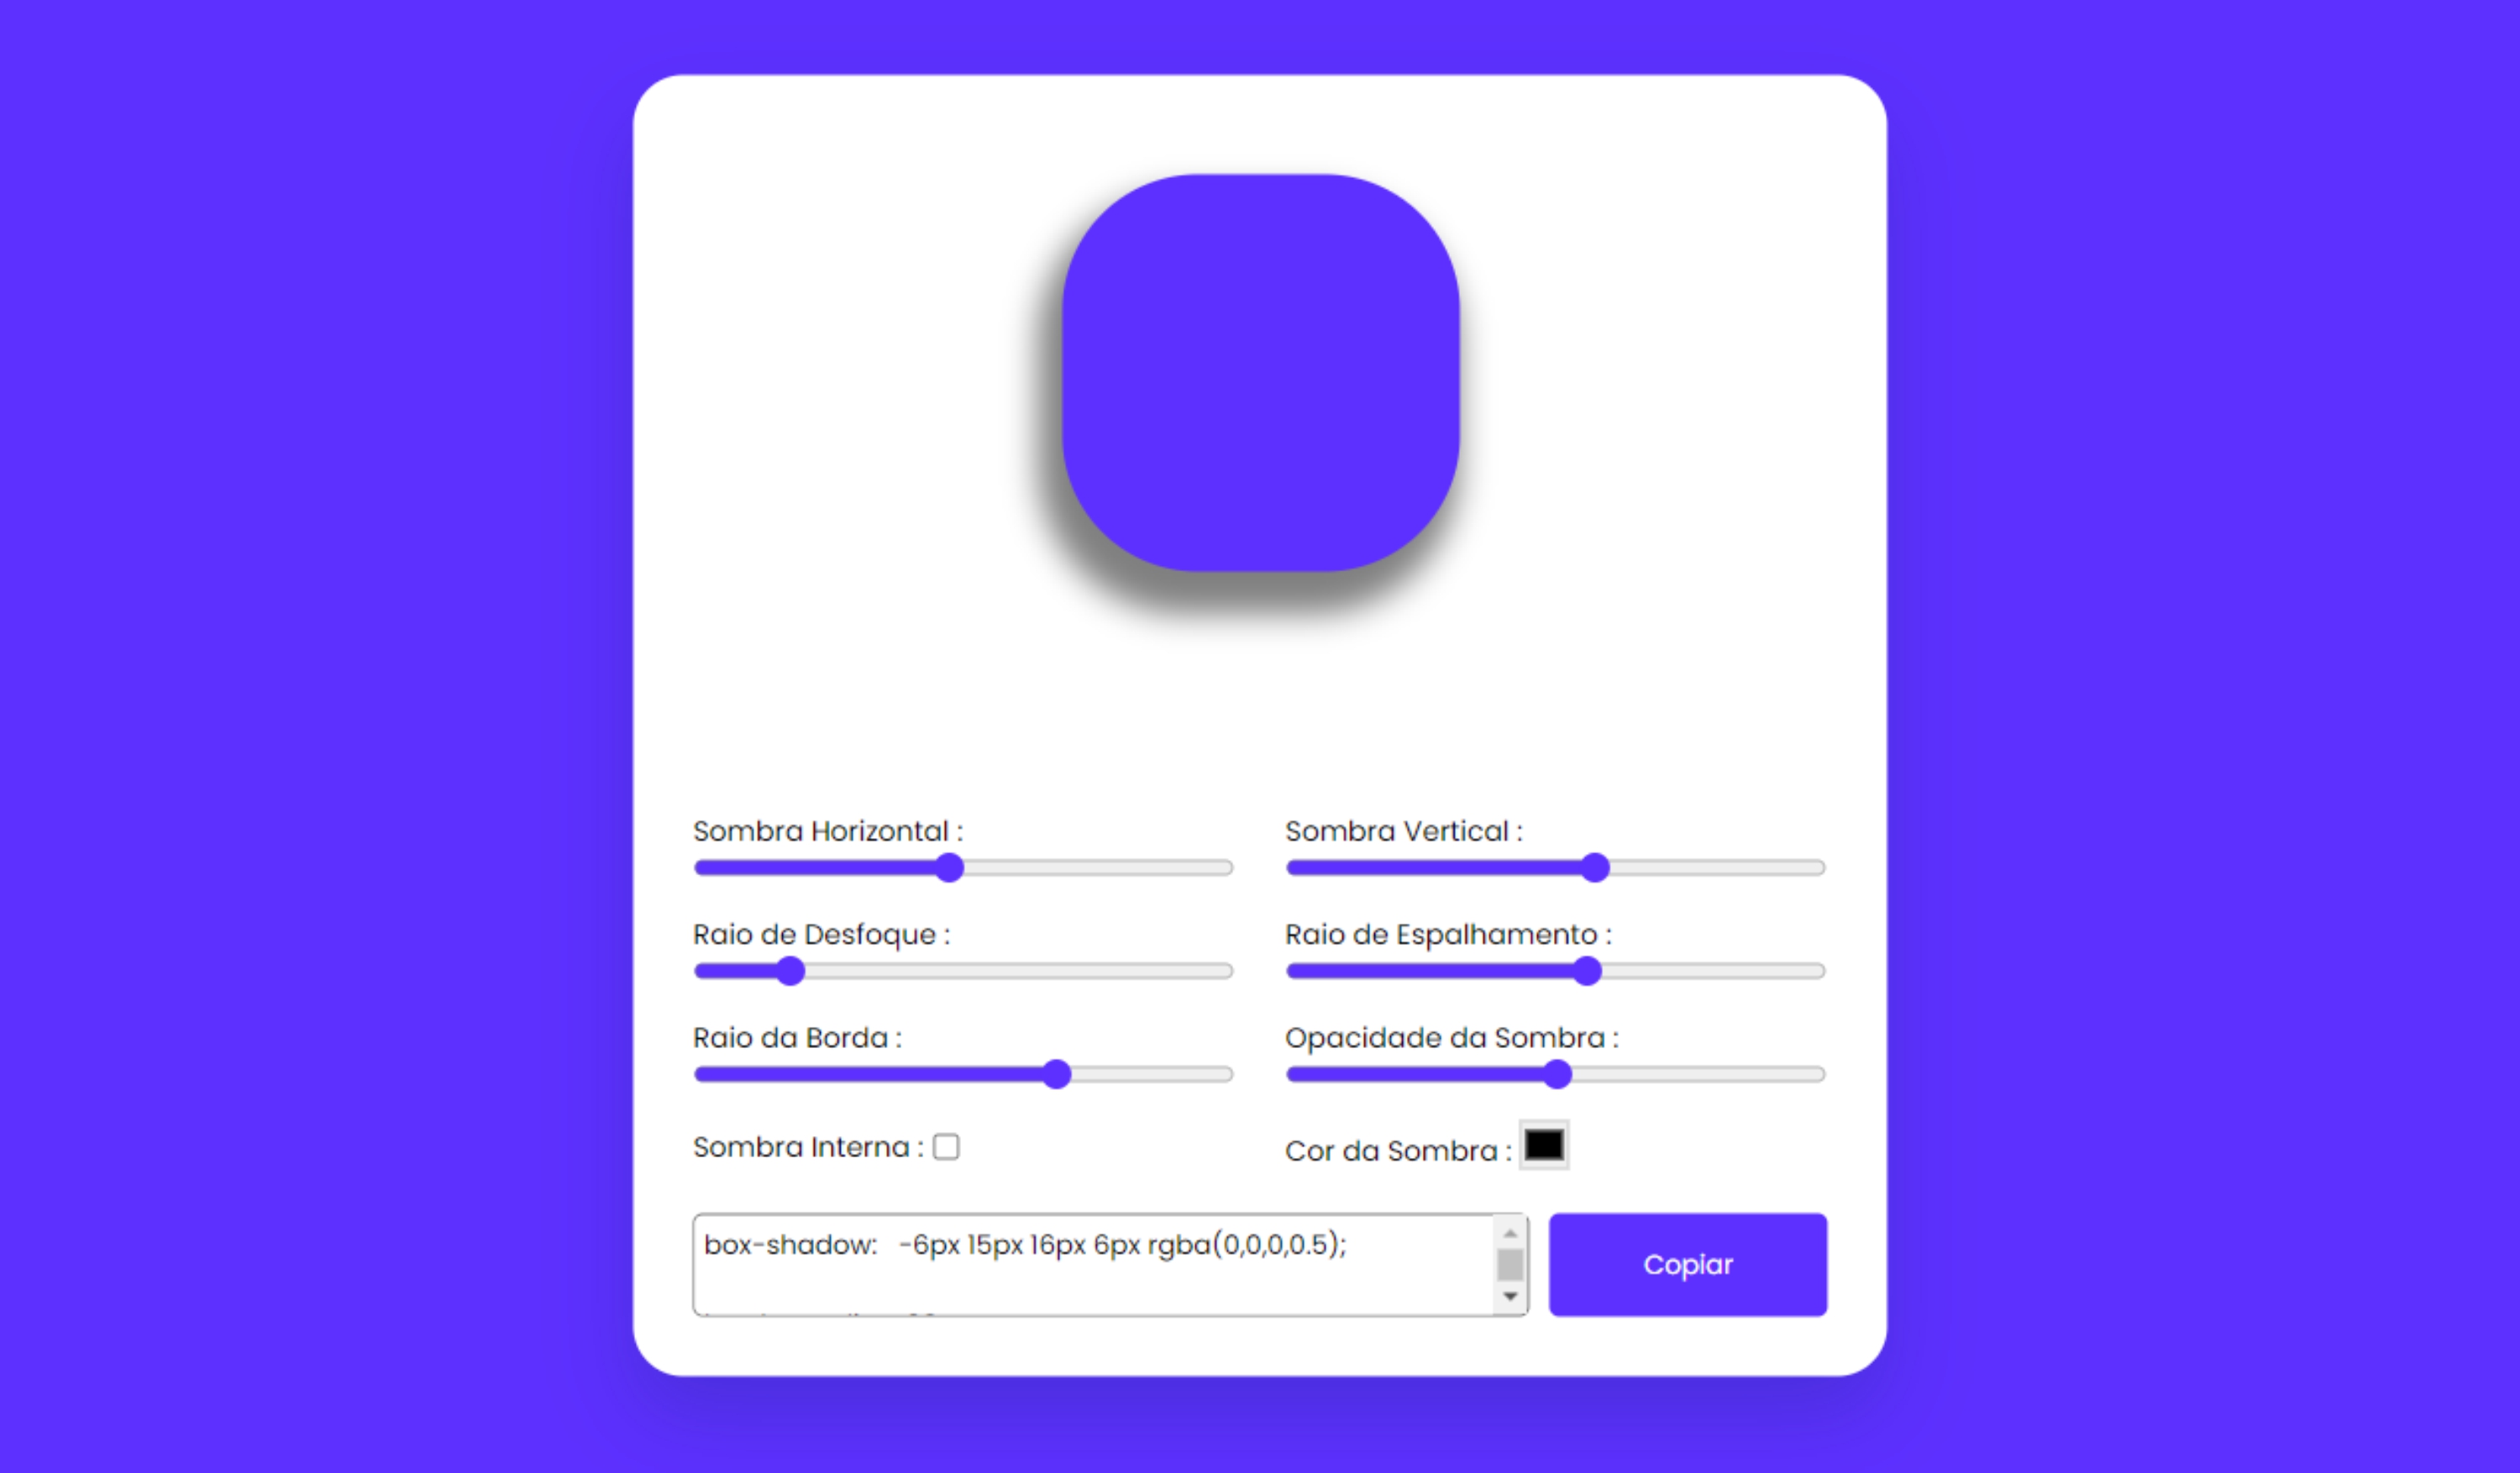 Sombra Horizontal :
Sombra Vertical :
Raio de Desfoque :
Raio de Espalhamento :
Raio da Borda :
Opacidade da Sombra :
Sombra Interna :
Cor da Sombra :
box-shadow:   -6px 15px 16px 6px rgba(0,0,0,0.5);
Copiar